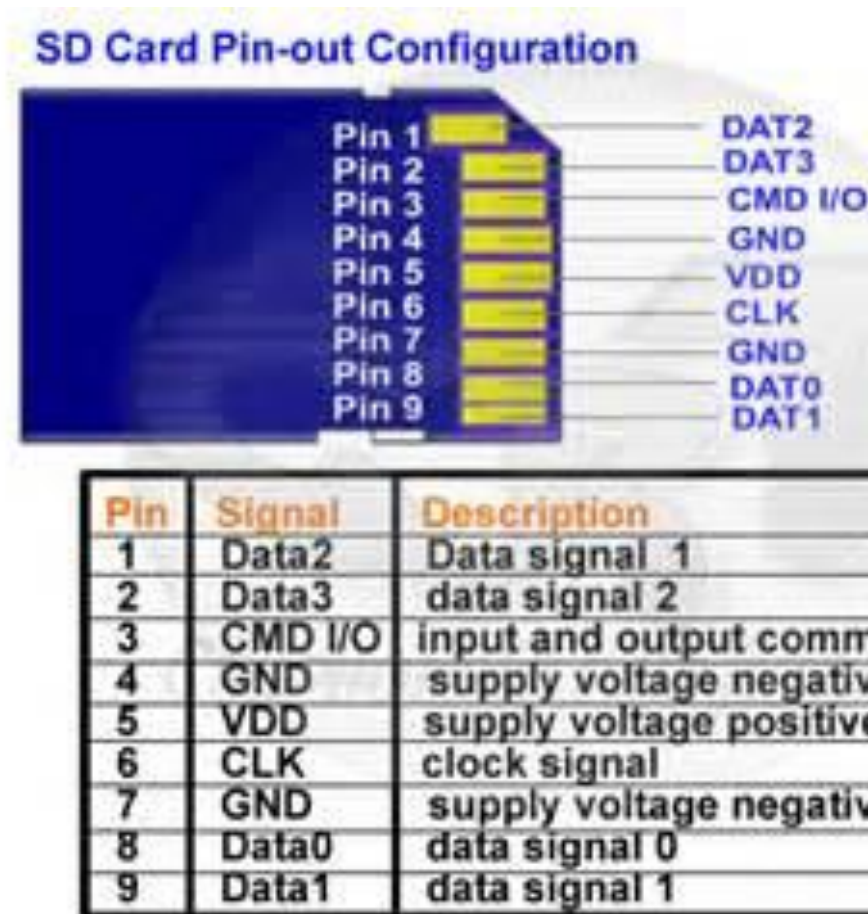 SD Card Pin-out Configuration
Pin 1 DAT2
Pin 2 DAT3
Pin 3 CMD I/O
Pin 4 GND
Pin 5 VDD
Pin 6 CLK
Pin 7 GND
Pin 8 DAT0
Pin 9 DAT1
Pin Signal Description
1 Data2 Data signal 1
2 Data3 data signal 2
3 CMD I/O input and output comm
4 GND supply voltage negativ
5 VDD supply voltage positive
6 CLK clock signal
7 GND supply voltage negativ
8 Data0 data signal 0
9 Data1 data signal 1